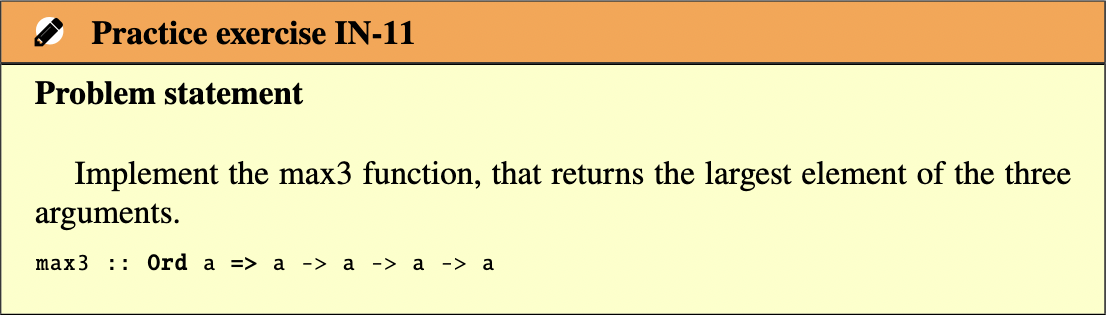 Practice exercise IN-11
Problem statement
Implement the max3 function, that returns the largest element of the three
arguments.
max3 :: Ord a => a -> a -> a -> a